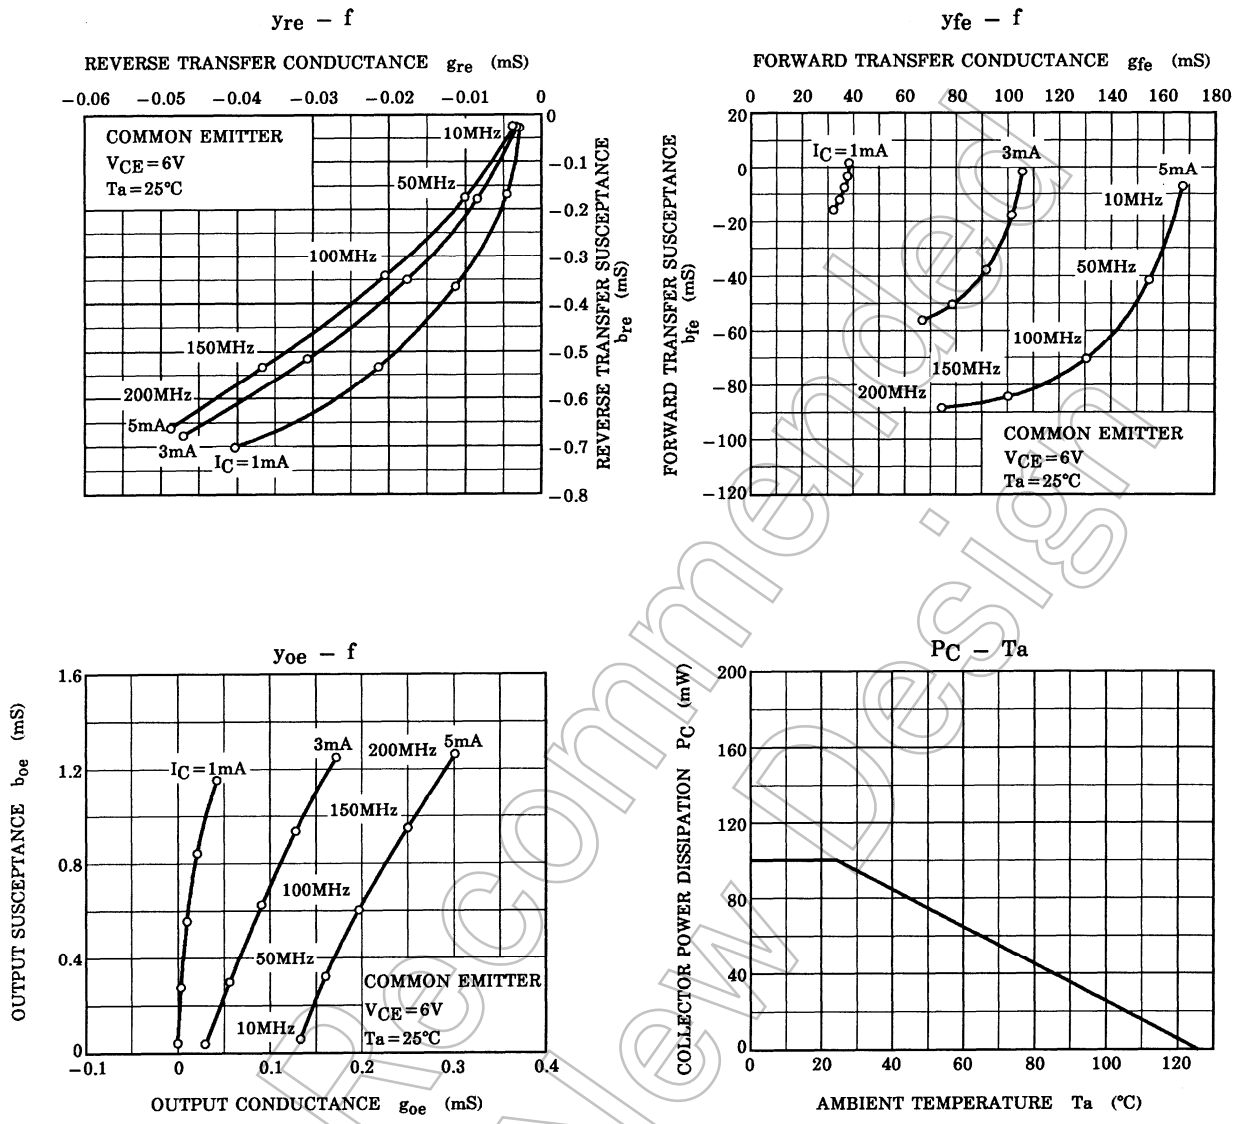 yre – f
REVERSE TRANSFER CONDUCTANCE gre (mS)
−0.06 −0.05 −0.04 −0.03 −0.02 −0.01 0
COMMON EMITTER
VCE=6V
Ta=25°C
10MHz
50MHz
100MHz
150MHz
200MHz
5mA
3mA
IC=1mA
0
−0.1
−0.2
−0.3
−0.4
−0.5
−0.6
−0.7
−0.8
REVERSE TRANSFER SUSCEPTANCE
bre (mS)
yfe – f
FORWARD TRANSFER CONDUCTANCE gfe (mS)
0 20 40 60 80 100 120 140 160 180
20
0
−20
−40
−60
−80
−100
−120
FORWARD TRANSFER SUSCEPTANCE
bfe (mS)
IC=1mA
3mA
5mA
10MHz
50MHz
100MHz
150MHz
200MHz
COMMON EMITTER
VCE=6V
Ta=25°C
yoe – f
OUTPUT SUSCEPTANCE boe (mS)
1.6
1.2
0.8
0.4
0
IC=1mA
3mA
200MHz
5mA
150MHz
100MHz
50MHz
10MHz
COMMON EMITTER
VCE=6V
Ta=25°C
−0.1 0 0.1 0.2 0.3 0.4
OUTPUT CONDUCTANCE goe (mS)
PC – Ta
COLLECTOR POWER DISSIPATION PC (mW)
200
160
120
80
40
0
0 20 40 60 80 100 120
AMBIENT TEMPERATURE Ta (°C)
Recommended
New Design